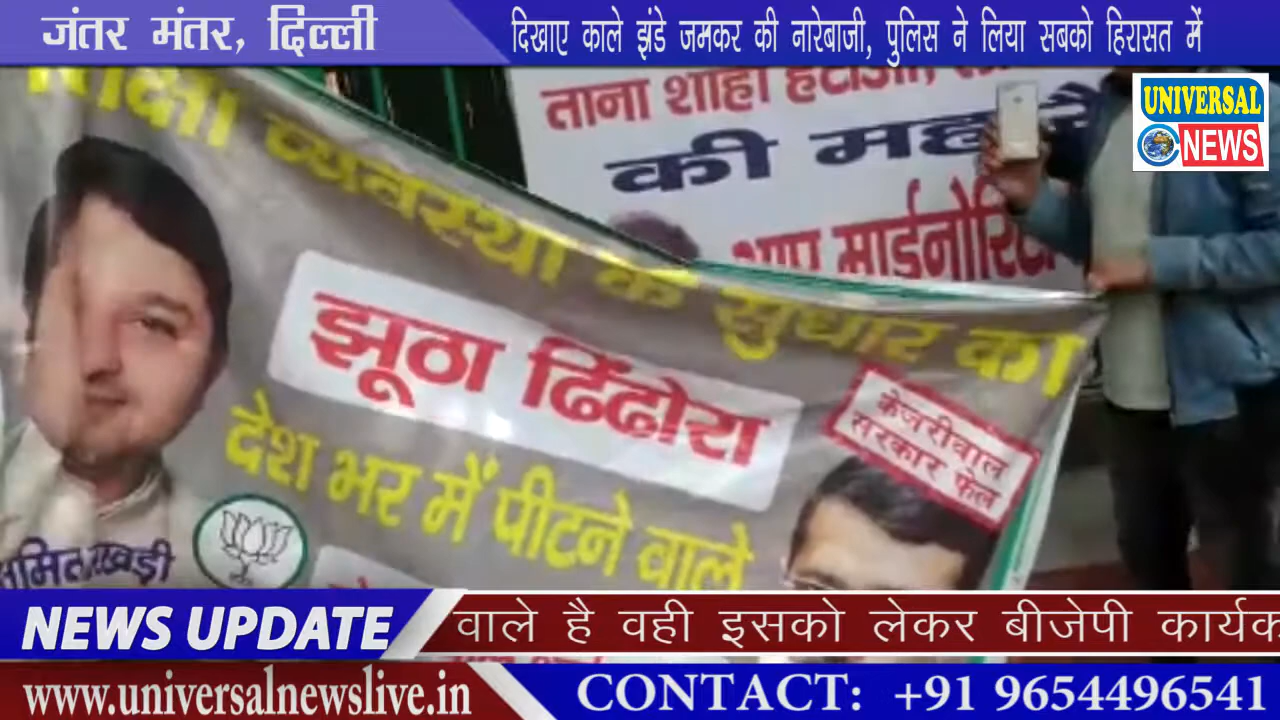 जंतर मंतर, दिल्ली
दिखाए काले झंडे जमकर की नारेबाजी, पुलिस ने लिया सबको हिरासत में
UNIVERSAL
NEWS
ताना शाही हटाओ,
की
आप माईनोरिटी
व्यवस्था के सुधार का
झूठा ढिंढोरा
देश भर में पीटने वाले
केजरीवाल
सरकार फेल
NEWS UPDATE
वाले है वही इसको लेकर बीजेपी कार्यक
www.universalnewslive.in
CONTACT: +91 9654496541